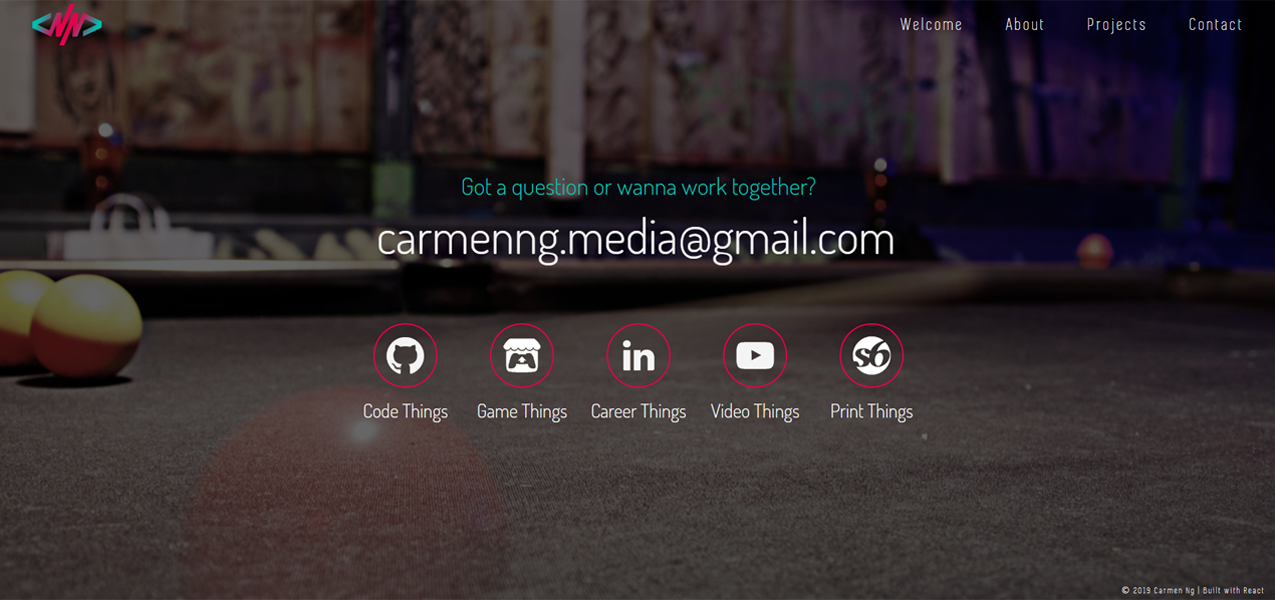 Welcome About Projects Contact
Got a question or wanna work together?
carmenng.media@gmail.com
Code Things Game Things Career Things Video Things Print Things
© 2019 Carmen Ng | Built with React